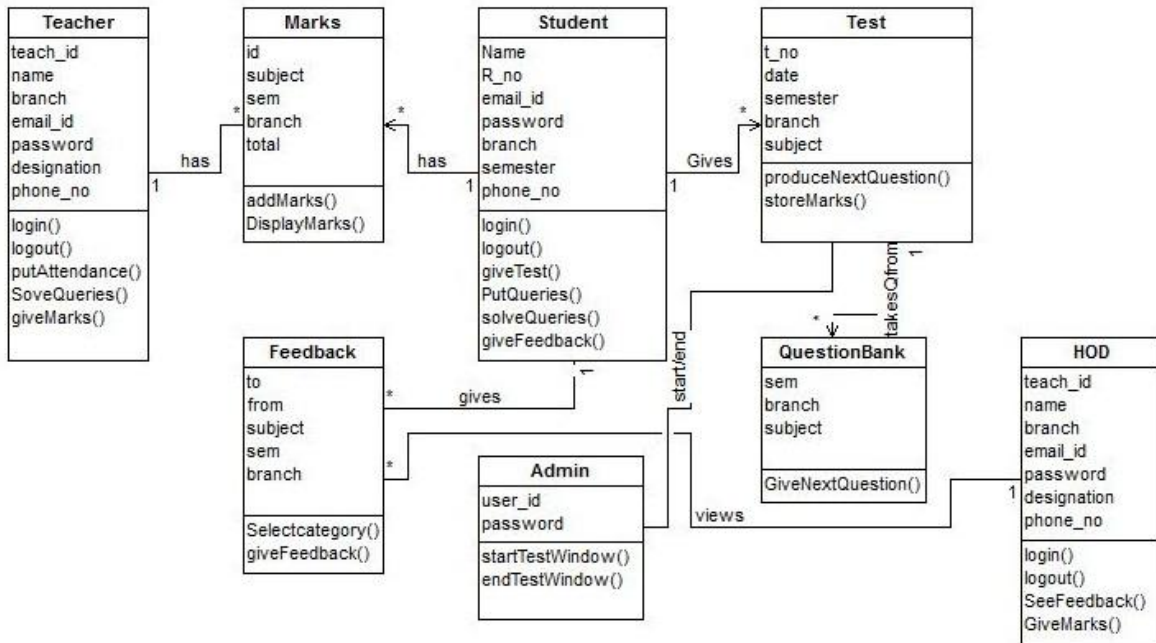 Teacher
teach_id
name
branch
email_id
password
designation
phone_no
login()
logout()
putAttendance()
SoveQueries()
giveMarks()
1
has
*
Marks
id
subject
sem
branch
total
addMarks()
DisplayMarks()
*
has
1
Student
Name
R_no
email_id
password
branch
semester
phone_no
login()
logout()
giveTest()
PutQueries()
solveQueries()
giveFeedback()
1
Gives
*
Test
t_no
date
semester
branch
subject
produceNextQuestion()
storeMarks()
1
takesQfrom
*
start/end
Feedback
to
from
subject
sem
branch
Selectcategory()
giveFeedback()
*
gives
1
*
views
1
Admin
user_id
password
startTestWindow()
endTestWindow()
QuestionBank
sem
branch
subject
GiveNextQuestion()
HOD
teach_id
name
branch
email_id
password
designation
phone_no
login()
logout()
SeeFeedback()
GiveMarks()